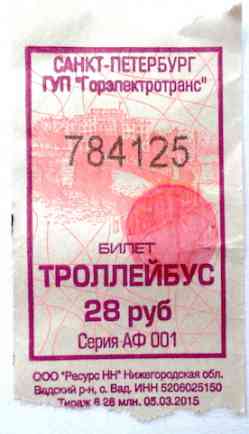 САНКТ-ПЕТЕРБУРГ
ГУП "Горэлектротранс"
784125
БИЛЕТ
ТРОЛЛЕЙБУС
28 руб
Серия АФ 001
ООО "Ресурс НН" Нижегородская обл.
Вадский р-н, с. Вад. ИНН 5206025150
Тираж 6 28 млн. 05.03.2015